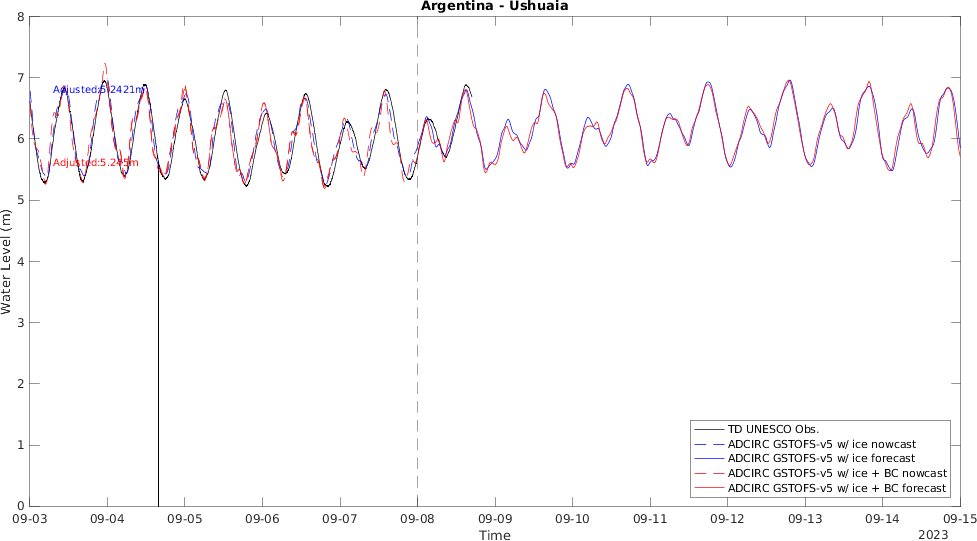 Argentina - Ushuaia
8
7
6
5
4
3
2
1
0
Water Level (m)
Adjusted:5.2421m
Adjusted:5.245m
TD UNESCO Obs.
ADCIRC GSTOFS-v5 w/ ice nowcast
ADCIRC GSTOFS-v5 w/ ice forecast
ADCIRC GSTOFS-v5 w/ ice + BC nowcast
ADCIRC GSTOFS-v5 w/ ice + BC forecast
09-03 09-04 09-05 09-06 09-07 09-08 09-09 09-10 09-11 09-12 09-13 09-14 09-15
Time
2023